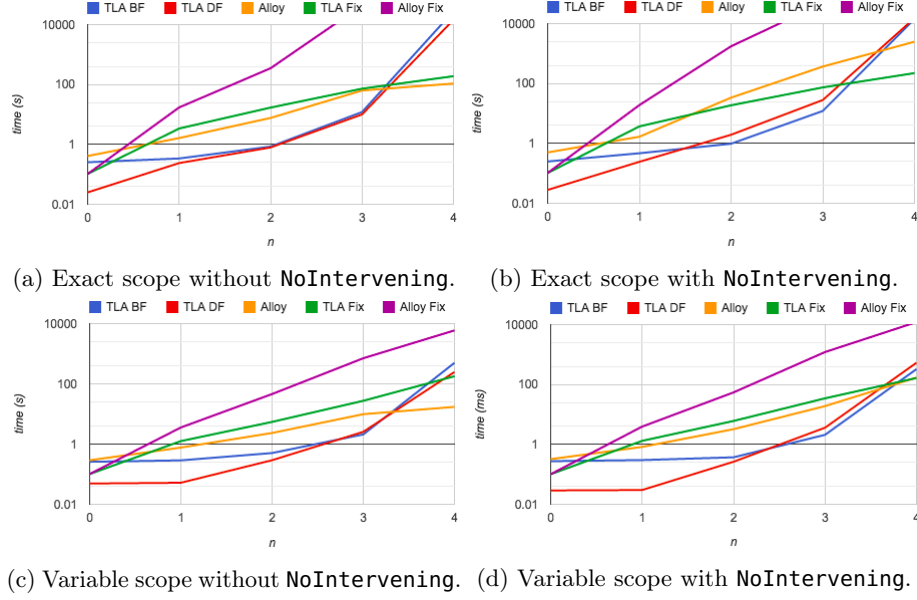 TLA BF TLA DF Alloy TLA Fix Alloy Fix
10000
100
1
0.01
time (s)
0 1 2 3 4
n
(a) Exact scope without NoIntervening.
TLA BF TLA DF Alloy TLA Fix Alloy Fix
10000
100
1
0.01
time (s)
0 1 2 3 4
n
(b) Exact scope with NoIntervening.
TLA BF TLA DF Alloy TLA Fix Alloy Fix
10000
100
1
0.01
time (s)
0 1 2 3 4
n
(c) Variable scope without NoIntervening.
TLA BF TLA DF Alloy TLA Fix Alloy Fix
10000
100
1
0.01
time (ms)
0 1 2 3 4
n
(d) Variable scope with NoIntervening.